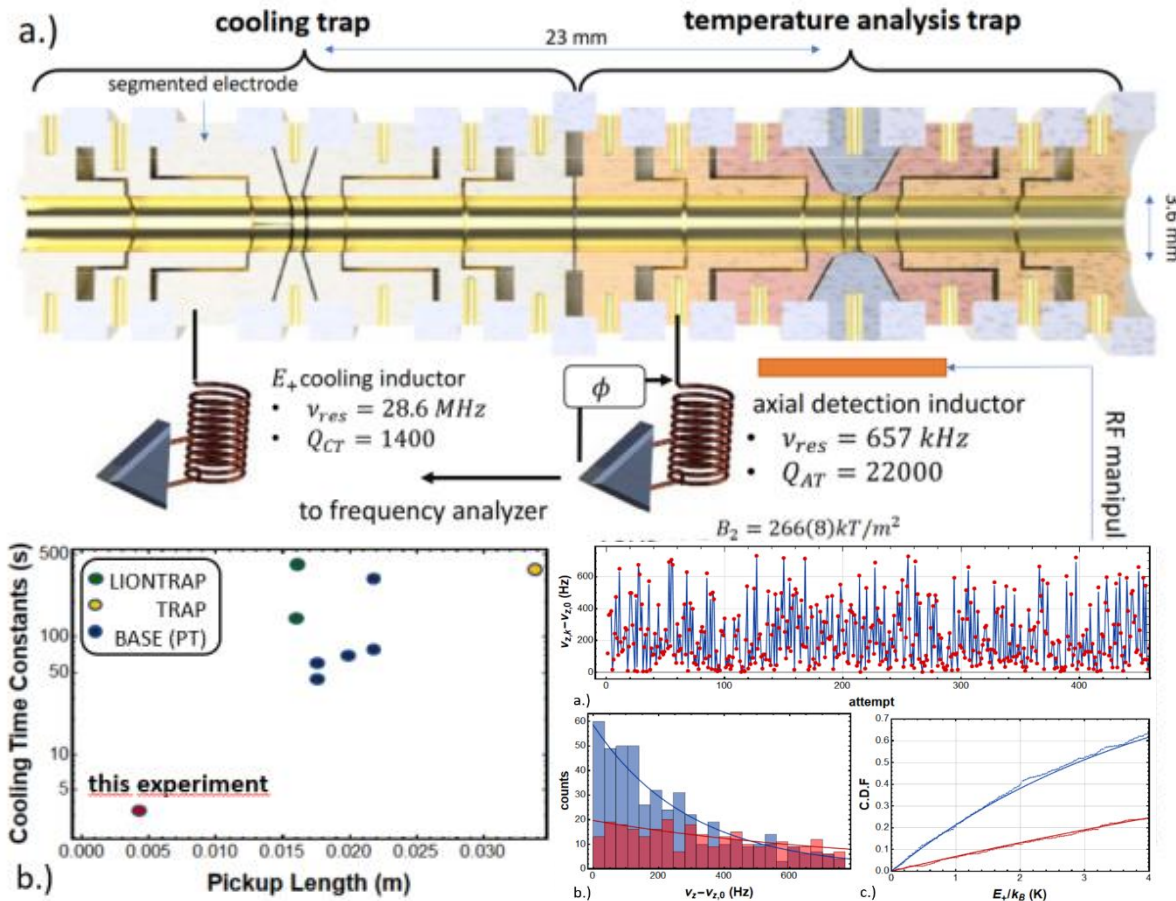 a.)
cooling trap
temperature analysis trap
23 mm
segmented electrode
3.6 mm
E₊ cooling inductor
• ν_res = 28.6 MHz
• Q_CT = 1400
ϕ
axial detection inductor
• ν_res = 657 kHz
• Q_AT = 22000
RF manipul
to frequency analyzer
B₂ = 266(8)kT/m²
b.)
Cooling Time Constants (s)
500
100
50
10
5
LIONTRAP
TRAP
BASE (PT)
this experiment
0.000 0.005 0.010 0.015 0.020 0.025 0.030
Pickup Length (m)
ν_z,k−ν_z,0 (Hz)
600
400
200
0
0 100 200 300 400
a.)
attempt
counts
60
50
40
30
20
10
0
0 200 400 600
b.)
ν_z−ν_z,0 (Hz)
C.D.F
0.7
0.6
0.5
0.4
0.3
0.2
0.1
0.0
0 1 2 3 4
c.)
E₊/k_B (K)